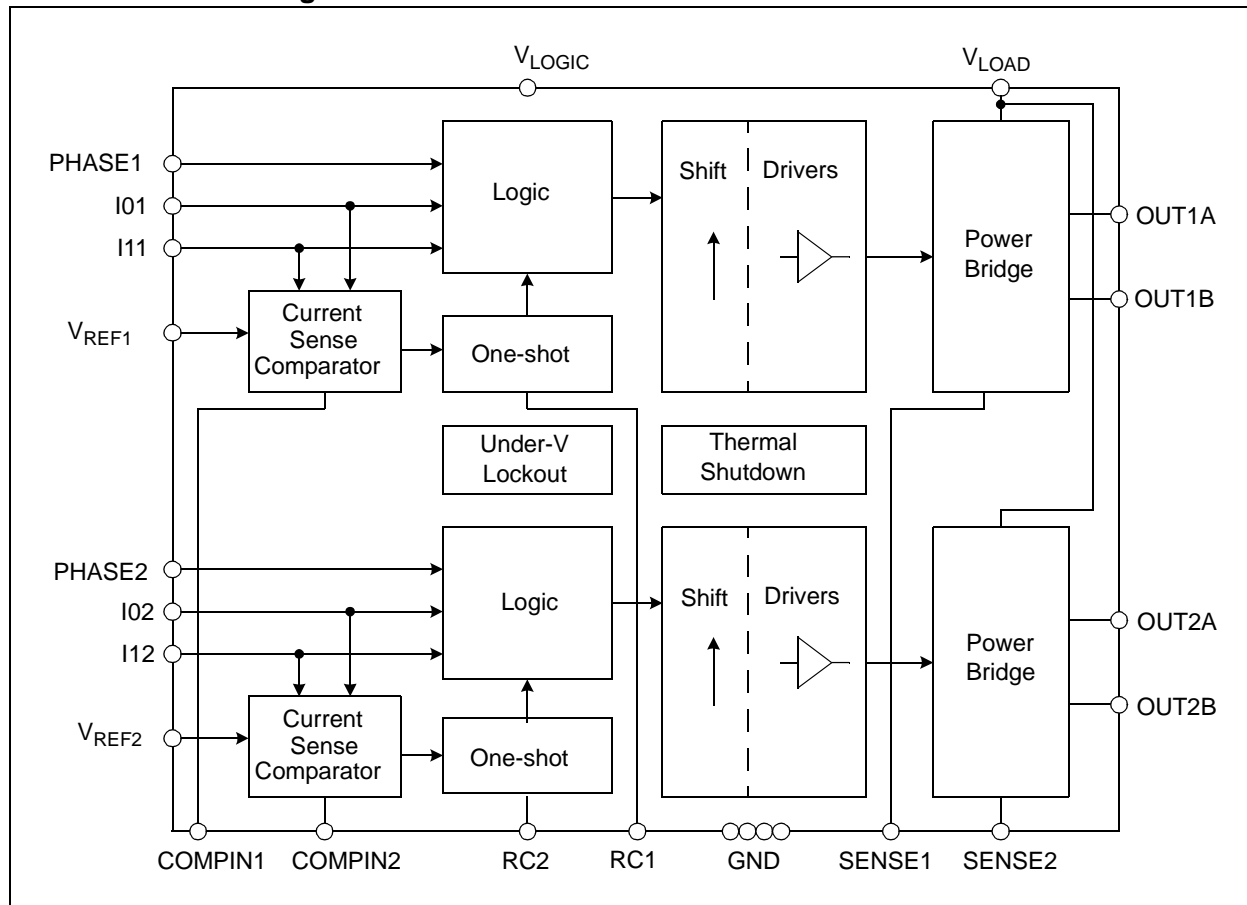 VLOGIC
VLOAD
PHASE1
I01
I11
VREF1
Logic
Shift
Drivers
Power
Bridge
OUT1A
OUT1B
Current
Sense
Comparator
One-shot
Under-V
Lockout
Thermal
Shutdown
PHASE2
I02
I12
VREF2
Logic
Shift
Drivers
Power
Bridge
OUT2A
OUT2B
Current
Sense
Comparator
One-shot
COMPIN1
COMPIN2
RC2
RC1
GND
SENSE1
SENSE2